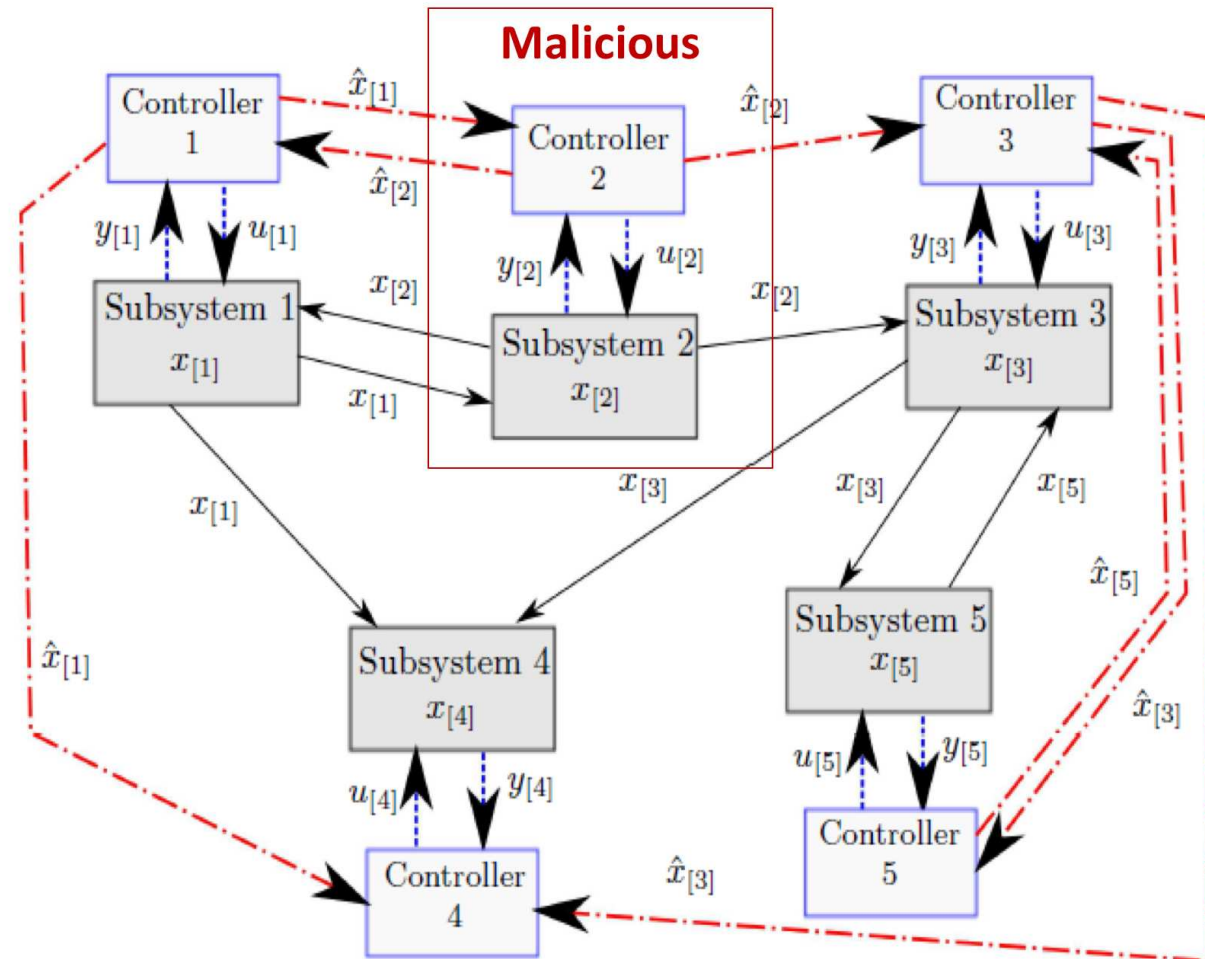 Malicious
Controller
1
x̂[1]
Controller
2
x̂[2]
Controller
3
x̂[2]
y[1]
u[1]
y[2]
u[2]
y[3]
u[3]
x[2]
x[2]
Subsystem 1
x[1]
Subsystem 2
x[2]
Subsystem 3
x[3]
x[1]
x[1]
x[3]
x[3]
x[5]
x̂[5]
x̂[1]
Subsystem 4
x[4]
Subsystem 5
x[5]
x̂[3]
u[4]
y[4]
u[5]
y[5]
Controller
4
x̂[3]
Controller
5